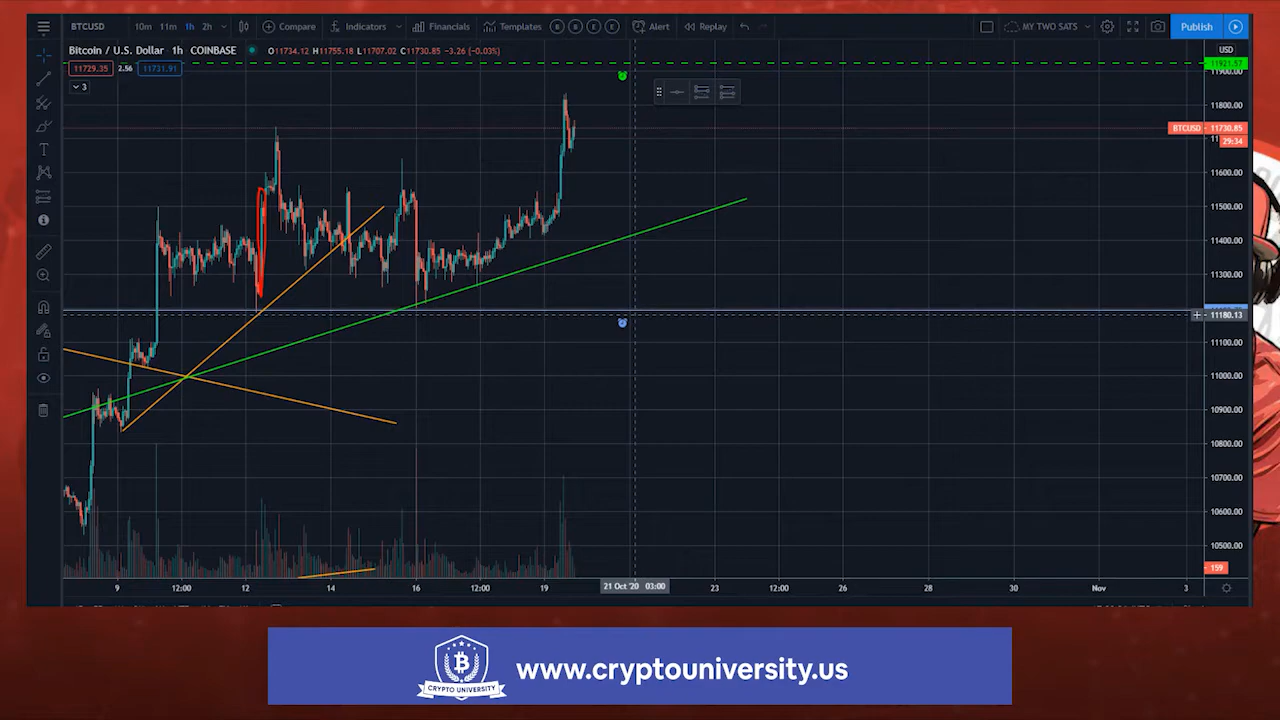 BTCUSD 10m 11m 1h 2h Compare Indicators Financials Templates B B E E Alert Replay MY TWO SATS Publish
Bitcoin / U.S. Dollar 1h COINBASE O11734.12 H11755.18 L11707.02 C11730.85 −3.26 (−0.03%) USD
11729.35 2.56 11731.91
11921.57
11900.00
3
11800.00
BTCUSD 11730.85
29:34
11600.00
11500.00
11400.00
11300.00
11180.13
11100.00
11000.00
10900.00
10800.00
10700.00
10600.00
10500.00
159
9 12:00 12 14 16 12:00 19 21 Oct '20 03:00 23 12:00 26 28 30 Nov 3
CRYPTO UNIVERSITY
www.cryptouniversity.us